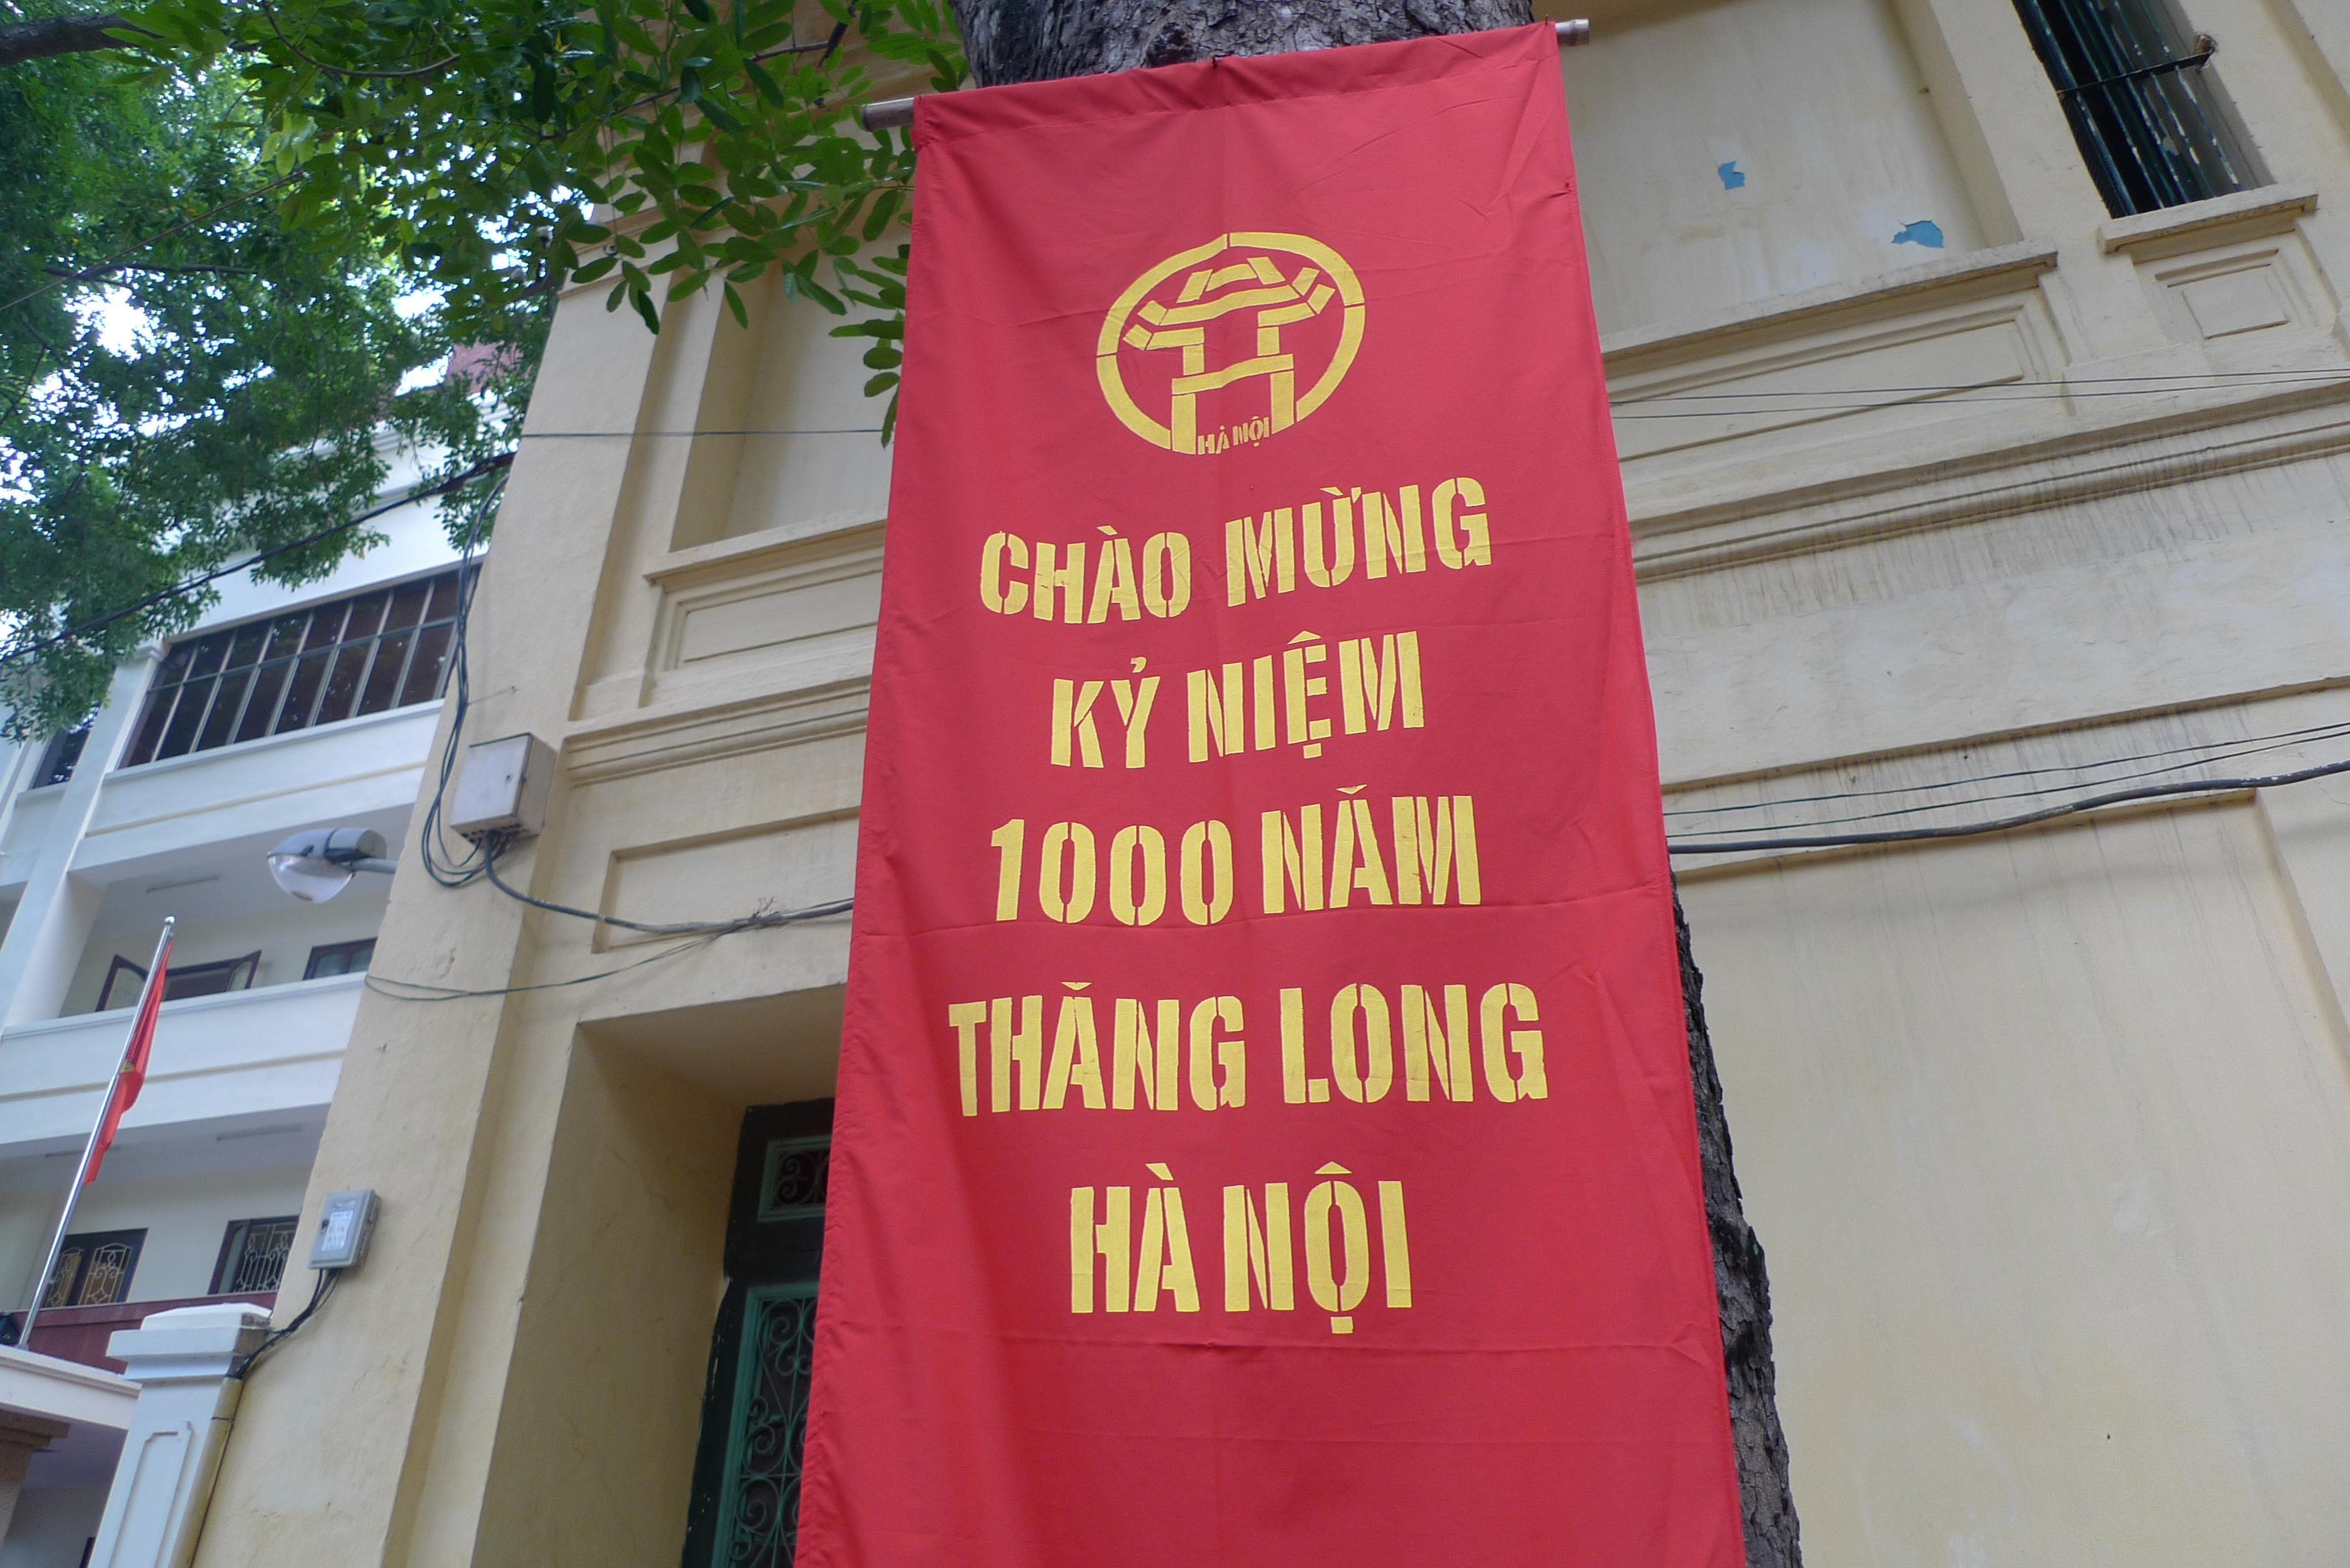 HÀ NỘI
CHÀO MỪNG
KỶ NIỆM
1000 NĂM
THĂNG LONG
HÀ NỘI